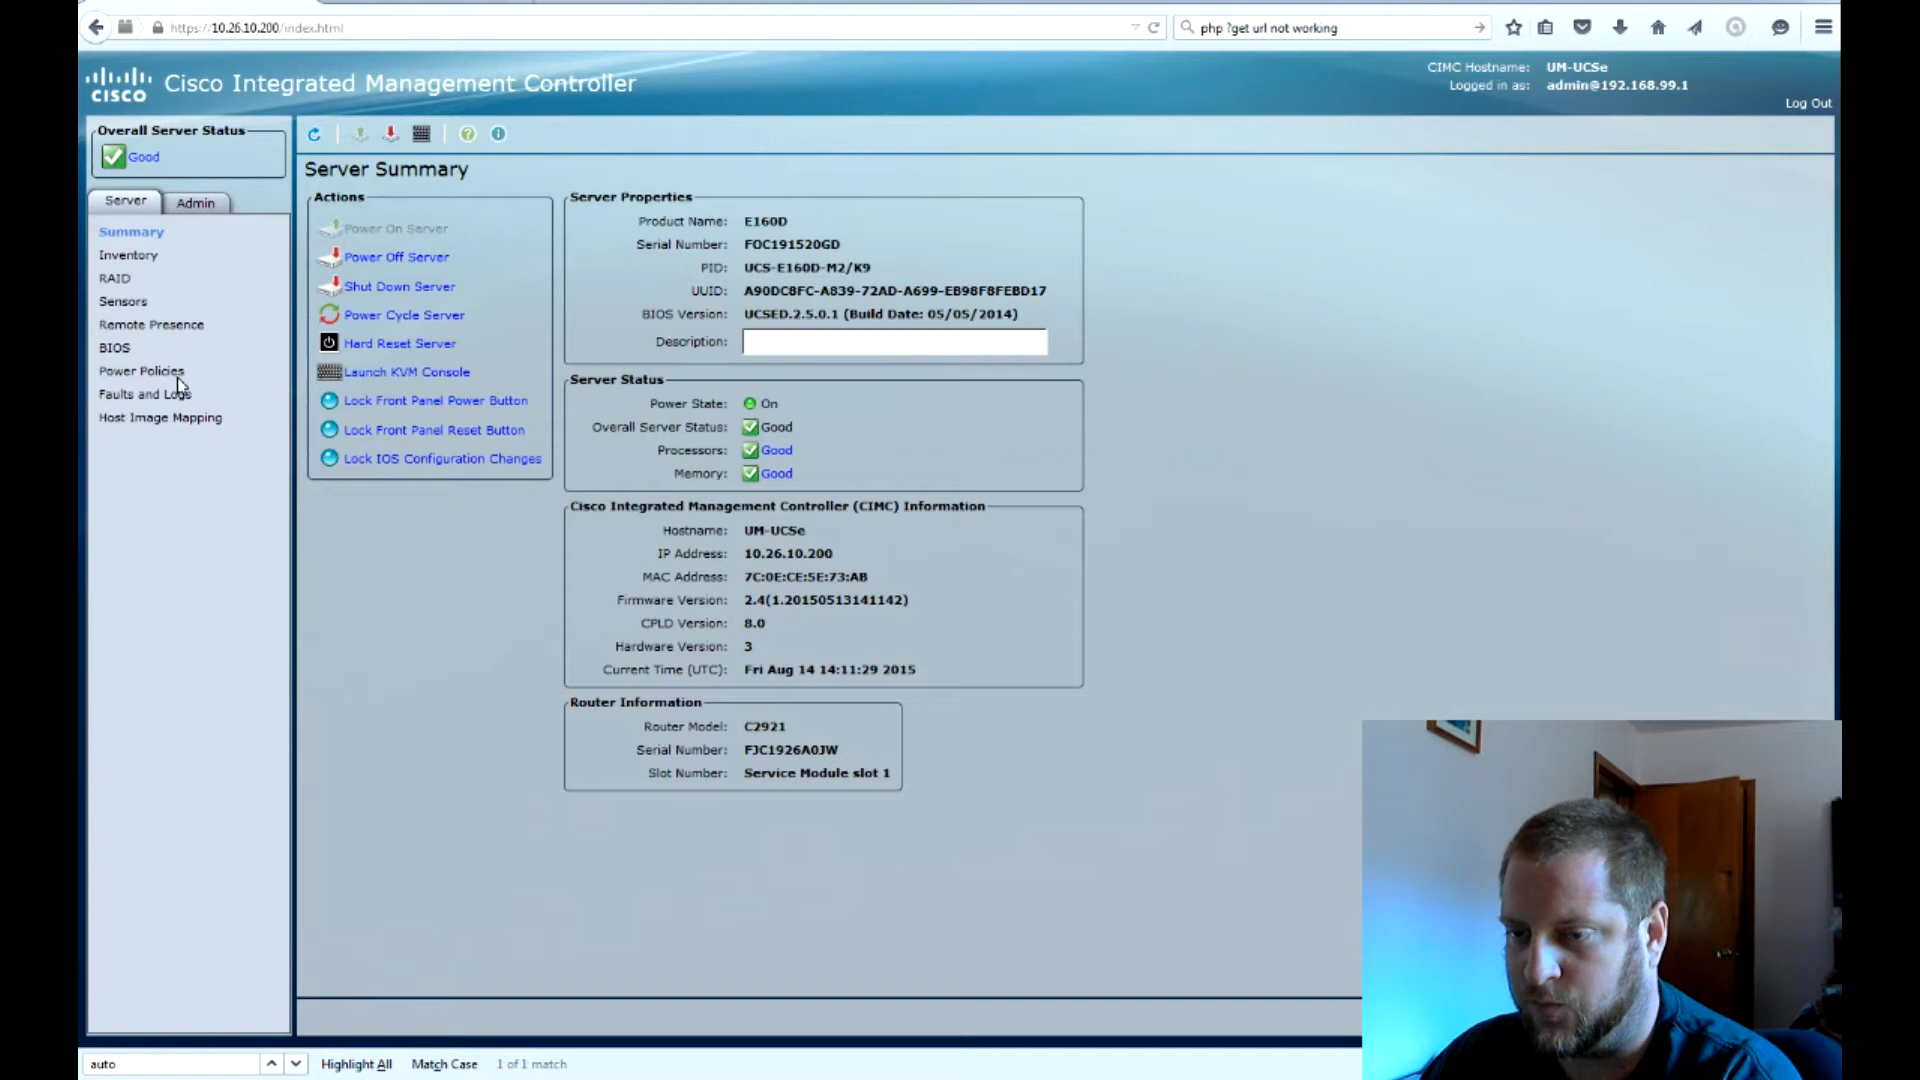 https://10.26.10.200/index.html
php ?get url not working
CISCO
Cisco Integrated Management Controller
CIMC Hostname: UM-UCSe
Logged in as: admin@192.168.99.1
Log Out
Overall Server Status
Good
Server
Admin
Summary
Inventory
RAID
Sensors
Remote Presence
BIOS
Power Policies
Faults and Logs
Host Image Mapping
Server Summary
Actions
Power On Server
Power Off Server
Shut Down Server
Power Cycle Server
Hard Reset Server
Launch KVM Console
Lock Front Panel Power Button
Lock Front Panel Reset Button
Lock IOS Configuration Changes
Server Properties
Product Name: E160D
Serial Number: FOC191520GD
PID: UCS-E160D-M2/K9
UUID: A90DC8FC-A839-72AD-A699-EB98F8FEBD17
BIOS Version: UCSED.2.5.0.1 (Build Date: 05/05/2014)
Description:
Server Status
Power State: On
Overall Server Status: Good
Processors: Good
Memory: Good
Cisco Integrated Management Controller (CIMC) Information
Hostname: UM-UCSe
IP Address: 10.26.10.200
MAC Address: 7C:0E:CE:5E:73:AB
Firmware Version: 2.4(1.20150513141142)
CPLD Version: 8.0
Hardware Version: 3
Current Time (UTC): Fri Aug 14 14:11:29 2015
Router Information
Router Model: C2921
Serial Number: FJC1926A0JW
Slot Number: Service Module slot 1
auto
Highlight All
Match Case
1 of 1 match